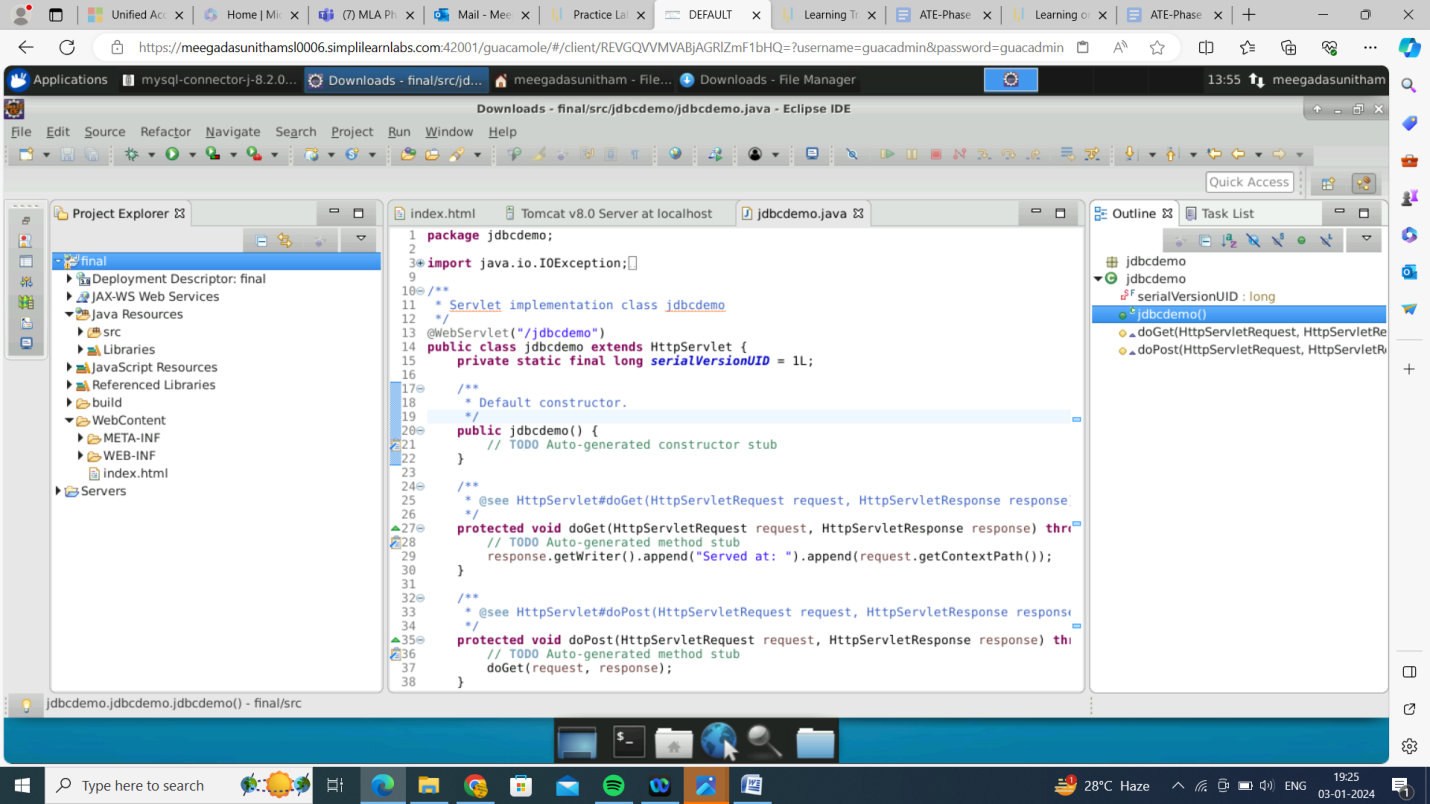 Unified Acc
Home | Mic
(7) MLA Ph
Mail - Mee
Practice La
DEFAULT
Learning Tr
ATE-Phase
Learning o
ATE-Phase
https://meegadasunithamsl0006.simplilearnlabs.com:42001/guacamole/#/client/REVGQVVMVABjAGRlZmF1bHQ=?username=guacadmin&password=guacadmin
Applications
mysql-connector-j-8.2.0...
Downloads - final/src/jd...
meegadasunitham - File...
Downloads - File Manager
13:55
meegadasunitham
Downloads - final/src/jdbcdemo/jdbcdemo.java - Eclipse IDE
File Edit Source Refactor Navigate Search Project Run Window Help
Quick Access
Project Explorer
final
Deployment Descriptor: final
JAX-WS Web Services
Java Resources
src
Libraries
JavaScript Resources
Referenced Libraries
build
WebContent
META-INF
WEB-INF
index.html
Servers
index.html
Tomcat v8.0 Server at localhost
jdbcdemo.java
1 package jdbcdemo;
2
3 import java.io.IOException;
9
10 /**
11 * Servlet implementation class jdbcdemo
12 */
13 @WebServlet("/jdbcdemo")
14 public class jdbcdemo extends HttpServlet {
15 private static final long serialVersionUID = 1L;
16
17 /**
18 * Default constructor.
19 */
20 public jdbcdemo() {
21 // TODO Auto-generated constructor stub
22 }
23
24 /**
25 * @see HttpServlet#doGet(HttpServletRequest request, HttpServletResponse response
26 */
27 protected void doGet(HttpServletRequest request, HttpServletResponse response) thr
28 // TODO Auto-generated method stub
29 response.getWriter().append("Served at: ").append(request.getContextPath());
30 }
31
32 /**
33 * @see HttpServlet#doPost(HttpServletRequest request, HttpServletResponse respons
34 */
35 protected void doPost(HttpServletRequest request, HttpServletResponse response) th
36 // TODO Auto-generated method stub
37 doGet(request, response);
38 }
Outline
Task List
jdbcdemo
jdbcdemo
serialVersionUID : long
jdbcdemo()
doGet(HttpServletRequest, HttpServletRe
doPost(HttpServletRequest, HttpServletR
jdbcdemo.jdbcdemo.jdbcdemo() - final/src
Type here to search
28°C Haze
ENG
19:25
03-01-2024